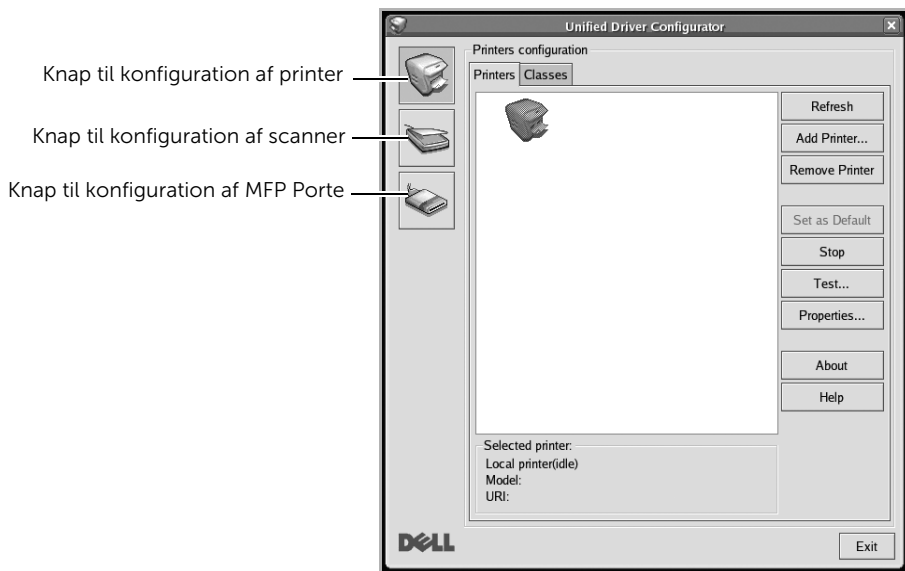 Unified Driver Configurator
Knap til konfiguration af printer
Knap til konfiguration af scanner
Knap til konfiguration af MFP Porte
Printers configuration
Printers Classes
Refresh
Add Printer...
Remove Printer
Set as Default
Stop
Test...
Properties...
About
Help
Selected printer:
Local printer(idle)
Model:
URI:
DELL
Exit